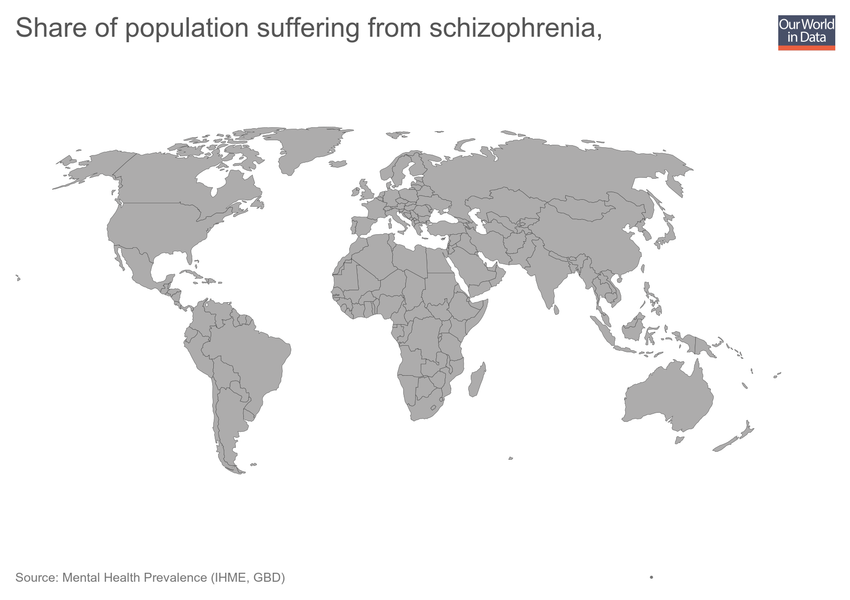 Share of population suffering from schizophrenia,
Our World
in Data
Source: Mental Health Prevalence (IHME, GBD)
•